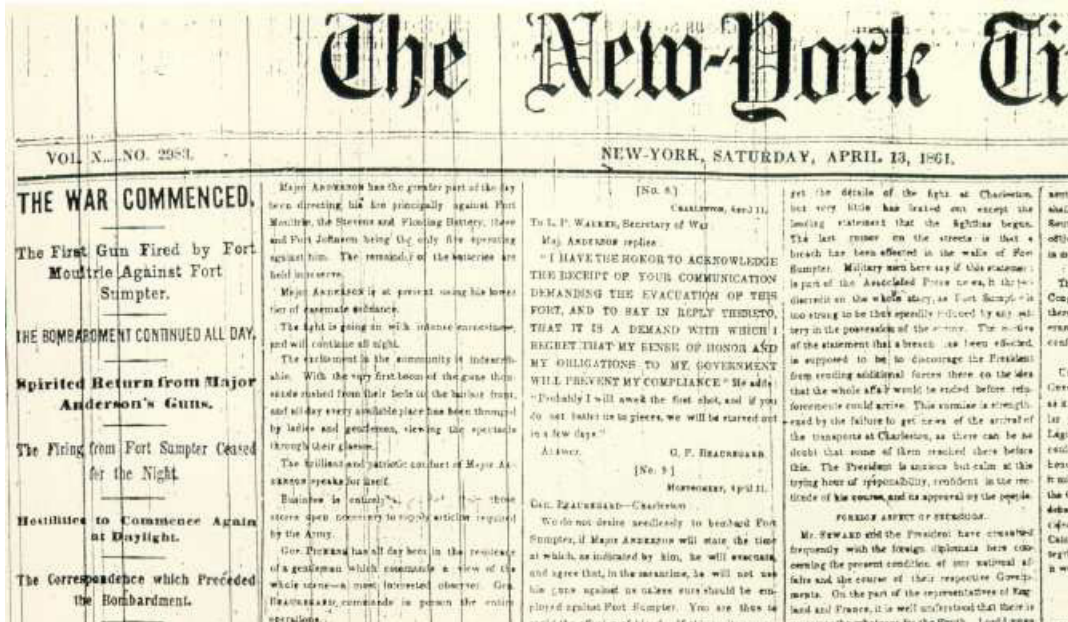 The New-York Ti
VOL. X....NO. 2983.
NEW-YORK, SATURDAY, APRIL 13, 1861.
THE WAR COMMENCED.
The First Gun Fired by Fort
Moultrie Against Fort
Sumpter.
THE BOMBARDMENT CONTINUED ALL DAY.
Spirited Return from Major
Anderson's Guns.
The Firing from Fort Sumpter Ceased
for the Night.
Hostilities to Commence Again
at Daylight.
The Correspondence which Preceded
the Bombardment.
Major ANDERSON has the greater part of the day
been directing his fire principally against Fort
Moultrie, the Stevens and Floating Battery, these
and Fort Johnson being the only five operating
against him. The remainder of the batteries are
held in reserve.
Major ANDERSON is at present using his lower
tier of casemate ordnance.
The fight is going on with intense earnestness,
and will continue all night.
The excitement in the community is indescrib-
able. With the very first boom of the guns thou-
sands rushed from their beds to the harbor front,
and all day every available place has been thronged
by ladies and gentlemen, viewing the spectacle
through their glasses.
The brilliant and patriotic conduct of Major AN-
DERSON speaks for itself.
Business is entirely
stores open necessary to supply articles required
by the Army.
Gov. PICKENS has all day been in the residence
of a gentleman which commands a view of the
whole scene—a most interested observer. Gen.
BEAUREGARD commands in person the entire
operations.
[No. 8.]
CHARLESTON, April 11.
To L. P. WALKER, Secretary of War
Maj. ANDERSON replies:
"I HAVE THE HONOR TO ACKNOWLEDGE
THE RECEIPT OF YOUR COMMUNICATION
DEMANDING THE EVACUATION OF THIS
FORT, AND TO SAY IN REPLY THERETO,
THAT IT IS A DEMAND WITH WHICH I
REGRET THAT MY SENSE OF HONOR AND
MY OBLIGATIONS TO MY GOVERNMENT
WILL PREVENT MY COMPLIANCE." He adds,
"Probably I will await the first shot, and if you
do not batter us to pieces, we will be starved out
in a few days."
Answer. G. P. BEAUREGARD.
[No. 9.]
MONTGOMERY, April 11.
Gen. BEAUREGARD—Charleston
We do not desire needlessly to bombard Fort
Sumpter, if Major ANDERSON will state the time
at which, as indicated by him, he will evacuate,
and agree that, in the meantime, he will not use
his guns against us unless ours should be em-
ployed against Fort Sumpter. You are thus to
get the details of the fight at Charleston,
but very little has leaked out except the
leading statement that the fight has begun.
The last rumor on the streets is that a
breach has been effected in the walls of Fort
Sumpter. Military men here say if this statement
is part of the Associated Press news, it throws
discredit on the whole story, as Fort Sumpter is
too strong to be thus speedily reduced by any bat-
tery in the possession of the enemy. The motive
of the statement that a breach has been effected,
is supposed to be, to discourage the President
from sending additional forces there on the idea
that the whole affair would be ended before rein-
forcements could arrive. This surmise is strength-
ened by the failure to get news of the arrival of
the transports at Charleston, as there can be no
doubt that some of them reached there before
this. The President is anxious but calm at this
trying hour of responsibility, confident in the rec-
titude of his course, and its approval by the people.
FOREIGN ASPECT OF SECESSION.
Mr. SEWARD and the President have consulted
frequently with the foreign diplomats here con-
cerning the present condition of our national af-
fairs and the course of their respective Govern-
ments. On the part of the representatives of Eng-
land and France, it is well understood that there is